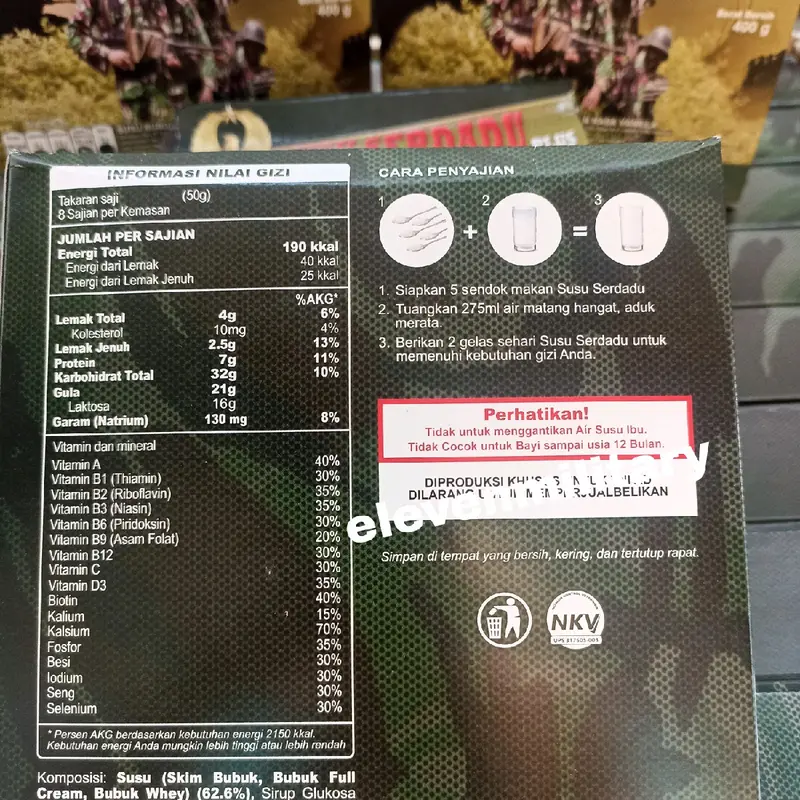 400 g
Berat Bersih
400 g
SERDADU
PLUS
INFORMASI NILAI GIZI
Takaran saji (50g)
8 Sajian per Kemasan
JUMLAH PER SAJIAN
Energi Total 190 kkal
Energi dari Lemak 40 kkal
Energi dari Lemak Jenuh 25 kkal
%AKG*
Lemak Total 4g 6%
Kolesterol 10mg 4%
Lemak Jenuh 2.5g 13%
Protein 7g 11%
Karbohidrat Total 32g 10%
Gula 21g
Laktosa 16g
Garam (Natrium) 130 mg 8%
Vitamin dan mineral
Vitamin A 40%
Vitamin B1 (Thiamin) 30%
Vitamin B2 (Riboflavin) 35%
Vitamin B3 (Niasin) 35%
Vitamin B6 (Piridoksin) 30%
Vitamin B9 (Asam Folat) 20%
Vitamin B12 30%
Vitamin C 30%
Vitamin D3 35%
Biotin 40%
Kalium 15%
Kalsium 70%
Fosfor 35%
Besi 30%
Iodium 30%
Seng 30%
Selenium 30%
* Persen AKG berdasarkan kebutuhan energi 2150 kkal.
Kebutuhan energi Anda mungkin lebih tinggi atau lebih rendah
Komposisi: Susu (Skim Bubuk, Bubuk Full
Cream, Bubuk Whey) (62.6%), Sirup Glukosa
CARA PENYAJIAN
1 + 2 = 3
1. Siapkan 5 sendok makan Susu Serdadu
2. Tuangkan 275ml air matang hangat, aduk
merata.
3. Berikan 2 gelas sehari Susu Serdadu untuk
memenuhi kebutuhan gizi Anda.
Perhatikan!
Tidak untuk menggantikan Air Susu Ibu.
Tidak Cocok untuk Bayi sampai usia 12 Bulan.
DIPRODUKSI
DILARANG UNTUK MEMPERJUALBELIKAN
Simpan di tempat yang bersih, kering, dan tertutup rapat.
NKV